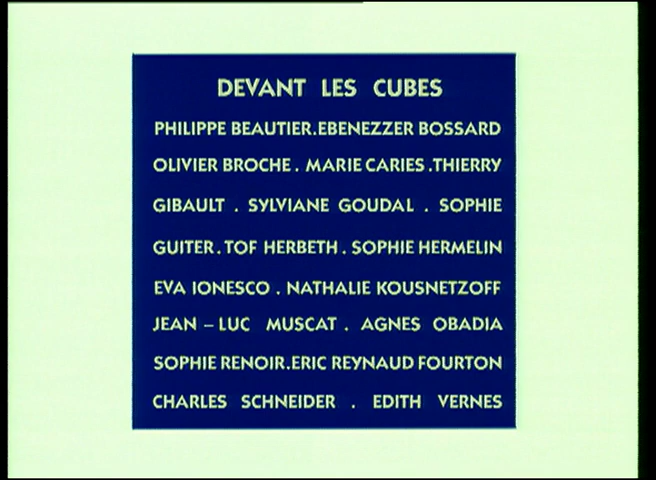 DEVANT LES CUBES
PHILIPPE BEAUTIER.EBENEZZER BOSSARD
OLIVIER BROCHE . MARIE CARIES .THIERRY
GIBAULT . SYLVIANE GOUDAL . SOPHIE
GUITER . TOF HERBETH . SOPHIE HERMELIN
EVA IONESCO . NATHALIE KOUSNETZOFF
JEAN – LUC MUSCAT . AGNES OBADIA
SOPHIE RENOIR.ERIC REYNAUD FOURTON
CHARLES SCHNEIDER . EDITH VERNES